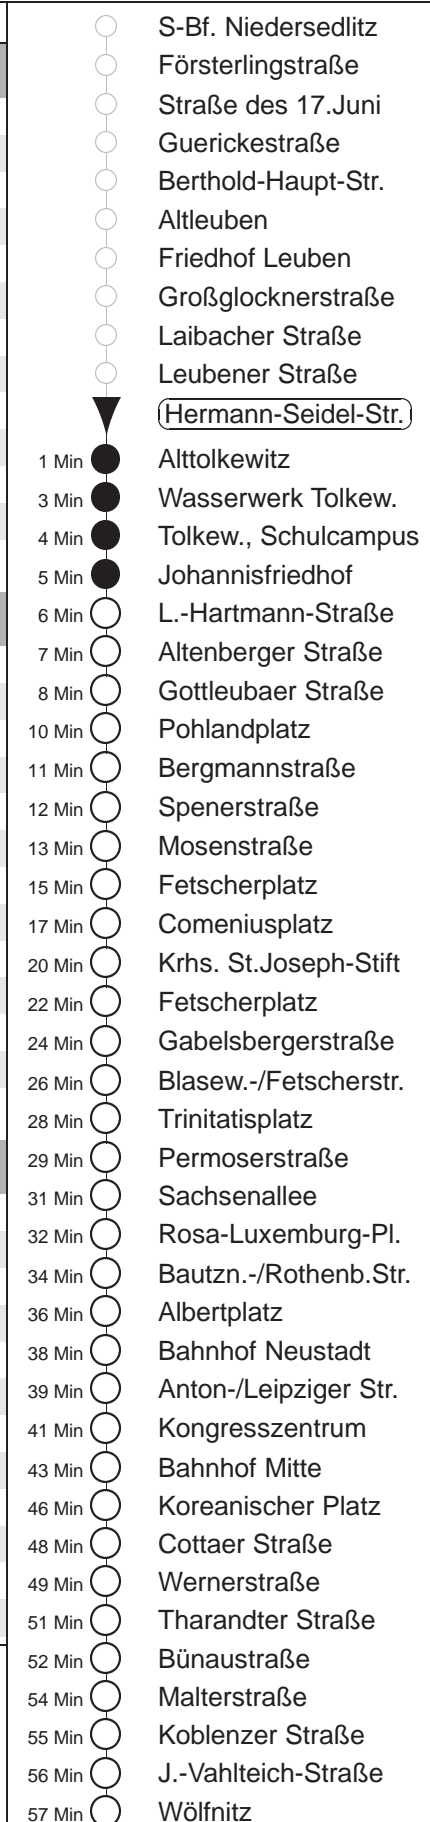 S-Bf. Niedersedlitz
Försterlingstraße
Straße des 17.Juni
Guerickestraße
Berthold-Haupt-Str.
Altleuben
Friedhof Leuben
Großglocknerstraße
Laibacher Straße
Leubener Straße
Hermann-Seidel-Str.
1 Min Alttolkewitz
3 Min Wasserwerk Tolkew.
4 Min Tolkew., Schulcampus
5 Min Johannisfriedhof
6 Min L.-Hartmann-Straße
7 Min Altenberger Straße
8 Min Gottleubaer Straße
10 Min Pohlandplatz
11 Min Bergmannstraße
12 Min Spenerstraße
13 Min Mosenstraße
15 Min Fetscherplatz
17 Min Comeniusplatz
20 Min Krhs. St.Joseph-Stift
22 Min Fetscherplatz
24 Min Gabelsbergerstraße
26 Min Blasew.-/Fetscherstr.
28 Min Trinitatisplatz
29 Min Permoserstraße
31 Min Sachsenallee
32 Min Rosa-Luxemburg-Pl.
34 Min Bautzn.-/Rothenb.Str.
36 Min Albertplatz
38 Min Bahnhof Neustadt
39 Min Anton-/Leipziger Str.
41 Min Kongresszentrum
43 Min Bahnhof Mitte
46 Min Koreanischer Platz
48 Min Cottaer Straße
49 Min Wernerstraße
51 Min Tharandter Straße
52 Min Bünaustraße
54 Min Malterstraße
55 Min Koblenzer Straße
56 Min J.-Vahlteich-Straße
57 Min Wölfnitz